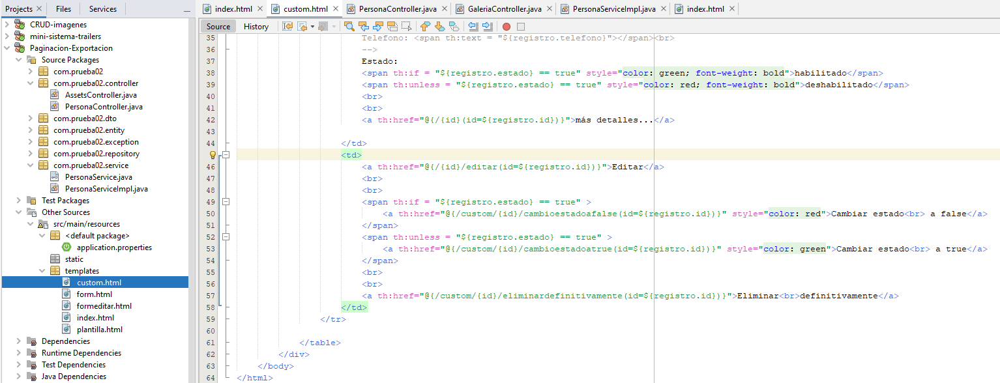 Projects Files Services
CRUD-imagenes
mini-sistema-trailers
Paginacion-Exportacion
Source Packages
com.prueba02
com.prueba02.controller
AssetsController.java
PersonaController.java
com.prueba02.dto
com.prueba02.entity
com.prueba02.exception
com.prueba02.repository
com.prueba02.service
PersonaService.java
PersonaServiceImpl.java
Test Packages
Other Sources
src/main/resources
<default package>
application.properties
static
templates
custom.html
form.html
formeditar.html
index.html
plantilla.html
Dependencies
Runtime Dependencies
Test Dependencies
Java Dependencies
index.html custom.html PersonaController.java GaleriaController.java PersonaServiceImpl.java index.html
Source History
35 Telefono: <span th:text = "${registro.telefono}"></span><br>
36 -->
37 Estado:
38 <span th:if = "${registro.estado} == true" style="color: green; font-weight: bold">habilitado</span>
39 <span th:unless = "${registro.estado} == true" style="color: red; font-weight: bold">deshabilitado</span>
40 <br>
41 <br>
42 <a th:href="@{/{id}(id=${registro.id})}">más detalles...</a>
43
44 </td>
<td>
46 <a th:href="@{/{id}/editar(id=${registro.id})}">Editar</a>
47 <br>
48 <br>
49 <span th:if = "${registro.estado} == true" >
50 <a th:href="@{/custom/{id}/cambioestadoafalse(id=${registro.id})}" style="color: red">Cambiar estado<br> a false</a>
51 </span>
52 <span th:unless = "${registro.estado} == true" >
53 <a th:href="@{/custom/{id}/cambioestadoatrue(id=${registro.id})}" style="color: green">Cambiar estado<br> a true</a>
54 </span>
55 <br>
56 <br>
57 <a th:href="@{/custom/{id}/eliminardefinitivamente(id=${registro.id})}">Eliminar<br>definitivamente</a>
58 </td>
59 </tr>
60
61 </table>
62 </div>
63 </body>
64 </html>